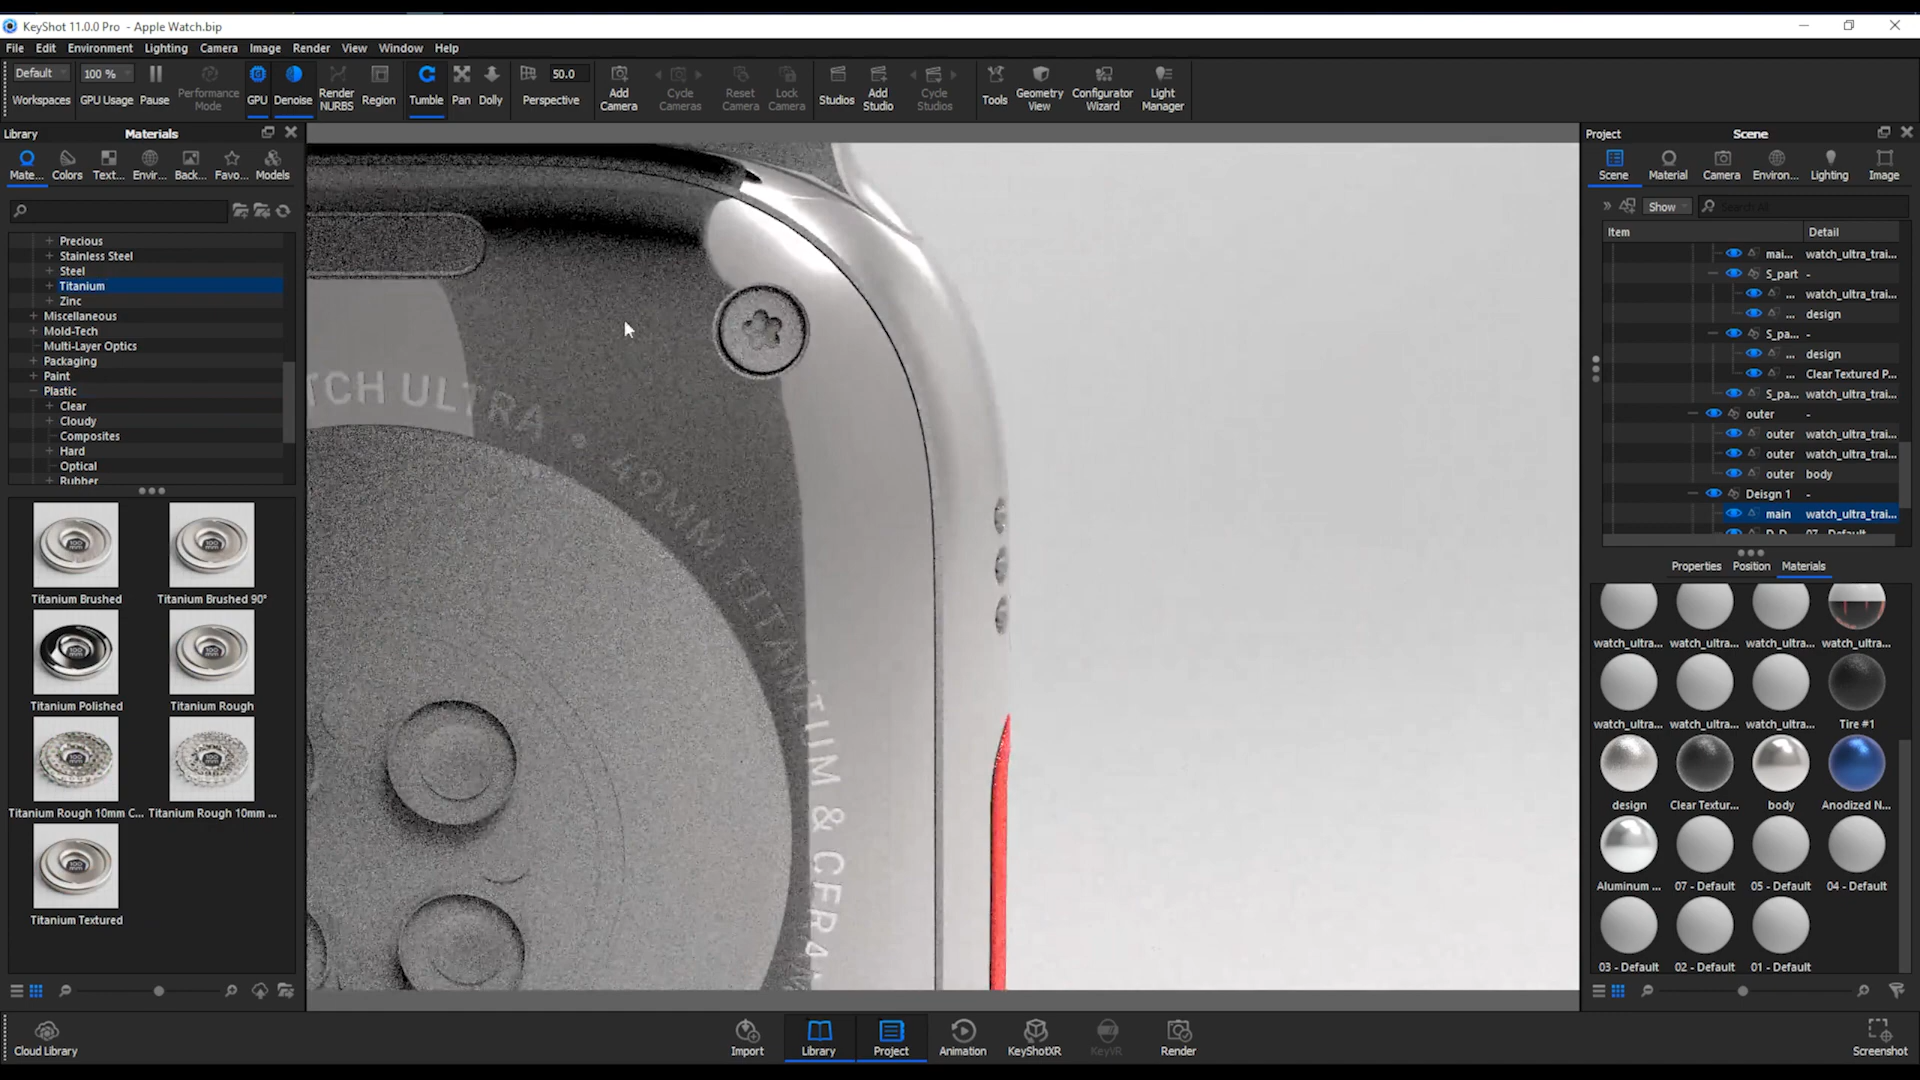 KeyShot 11.0.0 Pro - Apple Watch.bip
File Edit Environment Lighting Camera Image Render View Window Help
Default 100 % 50.0
Workspaces GPU Usage Pause Performance Mode GPU Denoise Render NURBS Region Tumble Pan Dolly Perspective Add Camera Cycle Cameras Reset Camera Lock Camera Studios Add Studio Cycle Studios Tools Geometry View Configurator Wizard Light Manager
Library Materials
Mate... Colors Text... Envir... Back... Favo... Models
Precious
Stainless Steel
Steel
Titanium
Zinc
Miscellaneous
Mold-Tech
Multi-Layer Optics
Packaging
Paint
Plastic
Clear
Cloudy
Composites
Hard
Optical
Rubber
Titanium Brushed Titanium Brushed 90°
Titanium Polished Titanium Rough
Titanium Rough 10mm C... Titanium Rough 10mm ...
Titanium Textured
TCH ULTRA • 49MM TITANIUM & CERA
Project Scene
Scene Material Camera Environ... Lighting Image
Show Search All
Item Detail
mai... watch_ultra_trai...
S_part -
... watch_ultra_trai...
... design
S_pa... -
... design
... Clear Textured P...
S_pa... watch_ultra_trai...
outer -
outer watch_ultra_trai...
outer watch_ultra_trai...
outer body
Deisgn 1 -
main watch_ultra_trai...
07 - Default
Properties Position Materials
watch_ultra... watch_ultra... watch_ultra... watch_ultra...
watch_ultra... watch_ultra... watch_ultra... Tire #1
design Clear Textur... body Anodized N...
Aluminum ... 07 - Default 05 - Default 04 - Default
03 - Default 02 - Default 01 - Default
Cloud Library Import Library Project Animation KeyShotXR KeyVR Render Screenshot